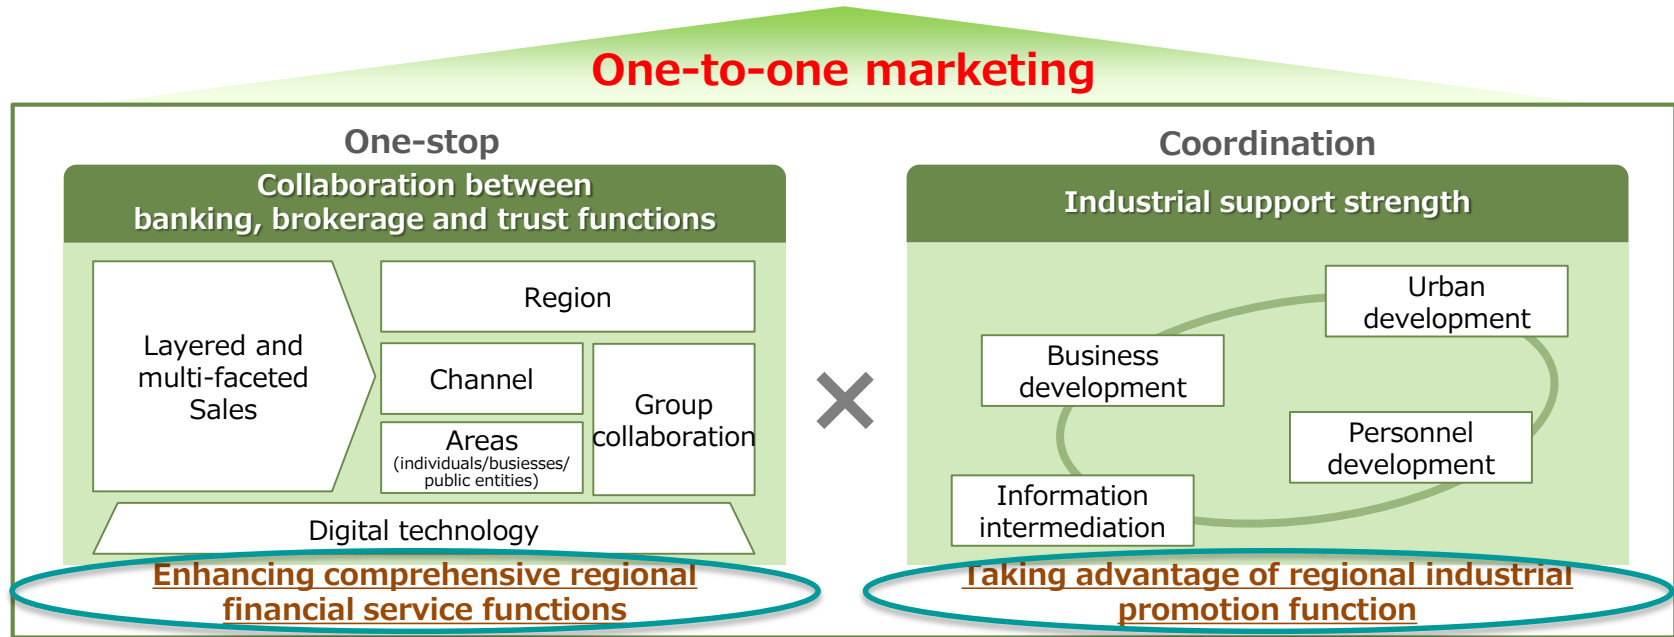 One-to-one marketing
One-stop
Collaboration between
banking, brokerage and trust functions
Layered and
multi-faceted
Sales
Region
Channel
Areas
(individuals/busiesses/
public entities)
Group
collaboration
Digital technology
Enhancing comprehensive regional
financial service functions
×
Coordination
Industrial support strength
Urban
development
Business
development
Personnel
development
Information
intermediation
Taking advantage of regional industrial
promotion function